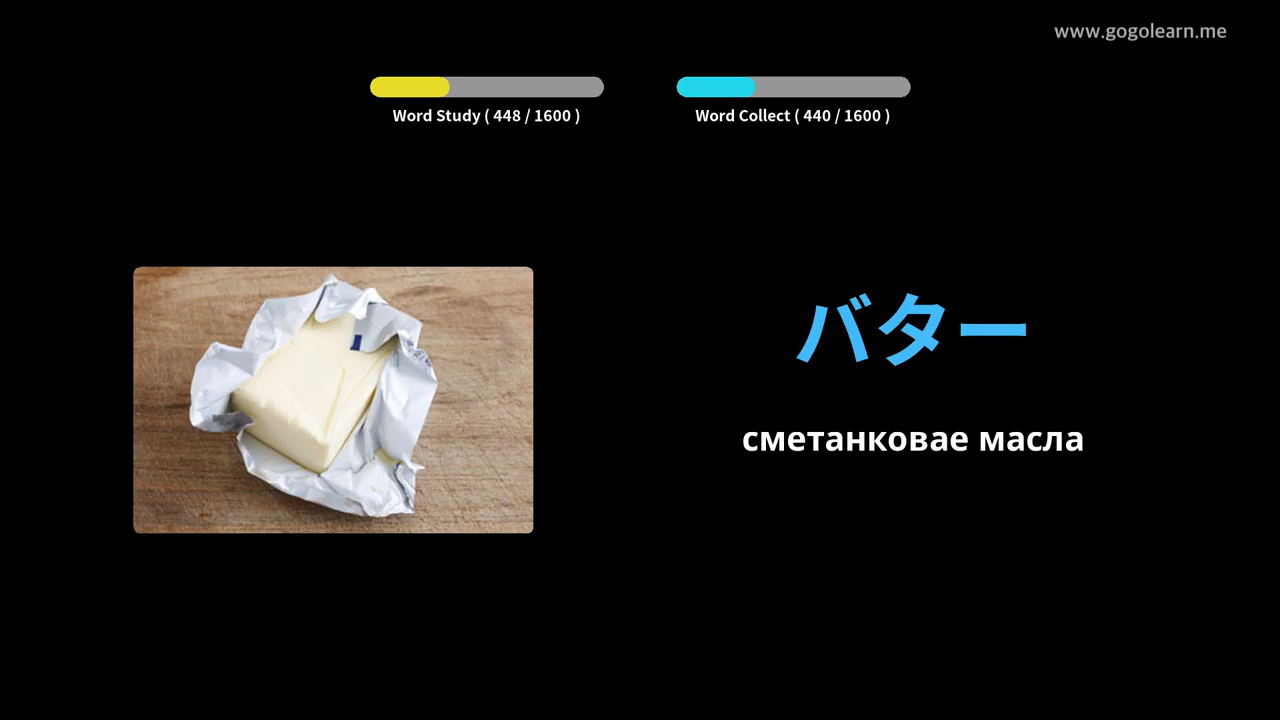 www.gogolearn.me
Word Study ( 448 / 1600 )
Word Collect ( 440 / 1600 )
バター
сметанковае масла